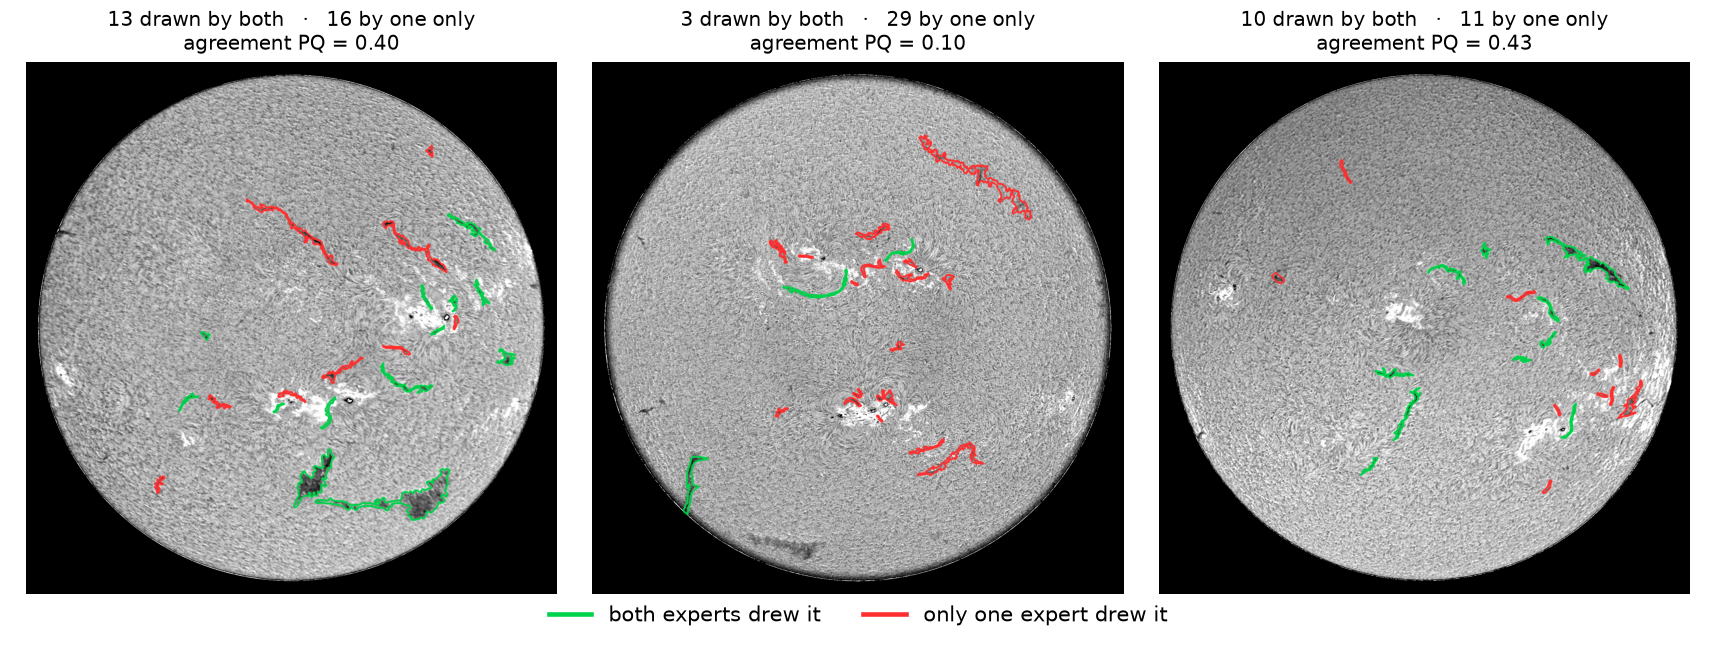 13 drawn by both · 16 by one only
agreement PQ = 0.40
3 drawn by both · 29 by one only
agreement PQ = 0.10
10 drawn by both · 11 by one only
agreement PQ = 0.43
both experts drew it
only one expert drew it